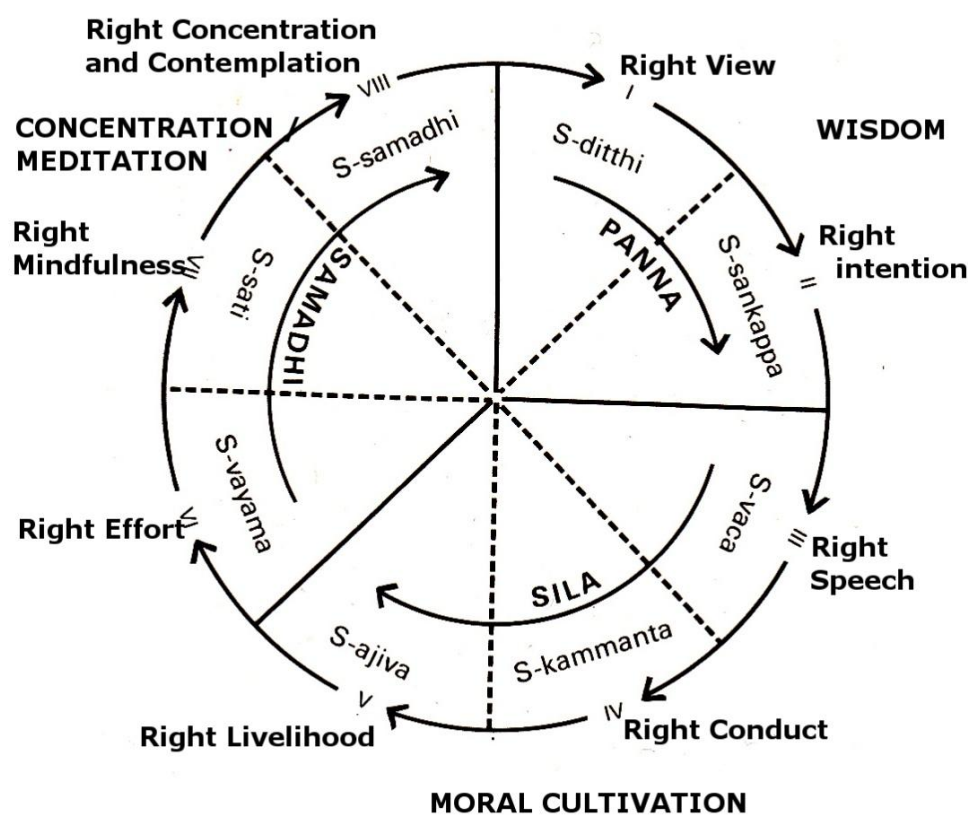 Right Concentration
and Contemplation
VIII
Right View
I
CONCENTRATION /
MEDITATION
WISDOM
S-samadhi
S-ditthi
Right
Mindfulness
VII
S-sati
SAMADHI
PANNA
S-sankappa
Right
intention
II
S-vayama
Right Effort
VI
S-vaca
III
Right
Speech
SILA
S-ajiva
S-kammanta
V
IV
Right Livelihood
Right Conduct
MORAL CULTIVATION